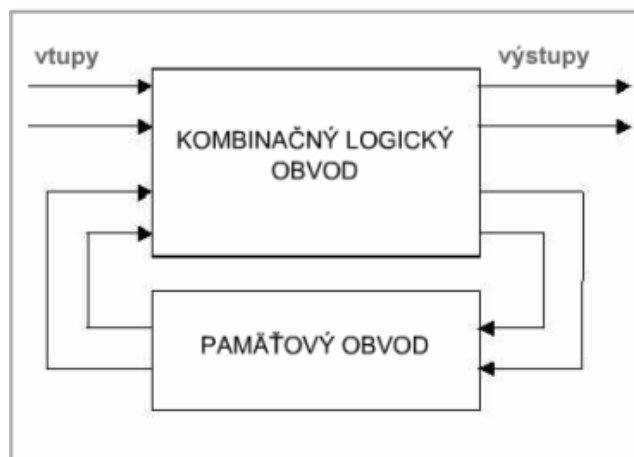 vtupy
výstupy
KOMBINAČNÝ LOGICKÝ
OBVOD
PAMÄŤOVÝ OBVOD